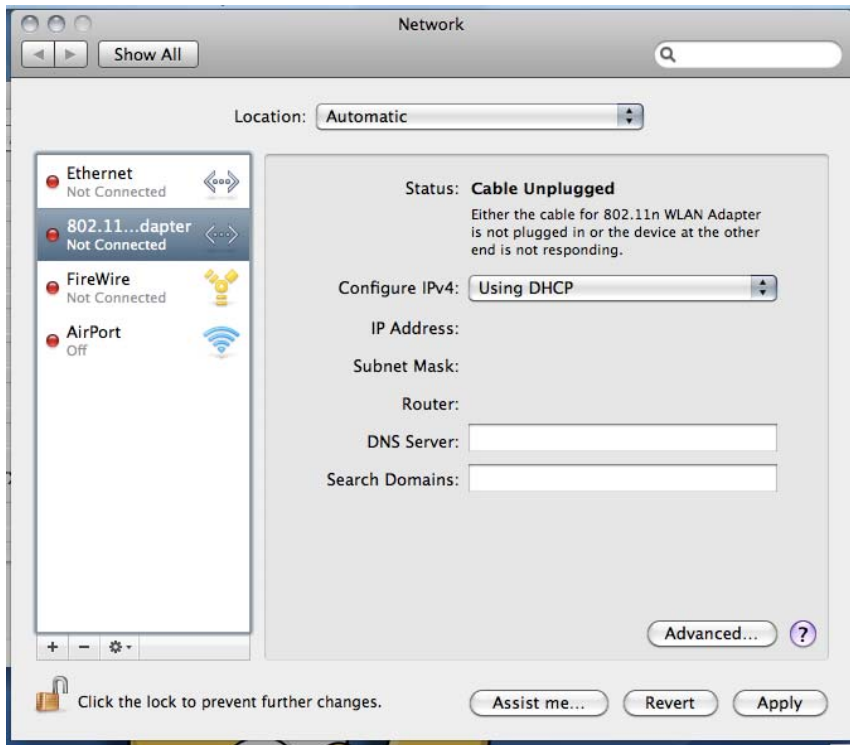 Network
Show All
Location: Automatic
Ethernet
Not Connected
802.11...dapter
Not Connected
FireWire
Not Connected
AirPort
Off
Status: Cable Unplugged
Either the cable for 802.11n WLAN Adapter
is not plugged in or the device at the other
end is not responding.
Configure IPv4: Using DHCP
IP Address:
Subnet Mask:
Router:
DNS Server:
Search Domains:
Advanced... ?
Click the lock to prevent further changes.
Assist me... Revert Apply